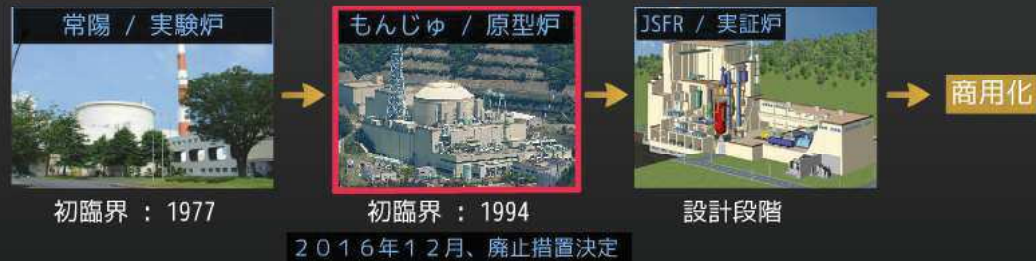 常陽 / 実験炉
もんじゅ / 原型炉
JSFR / 実証炉
商用化
初臨界 : 1977
初臨界 : 1994
設計段階
2016年12月、廃止措置決定